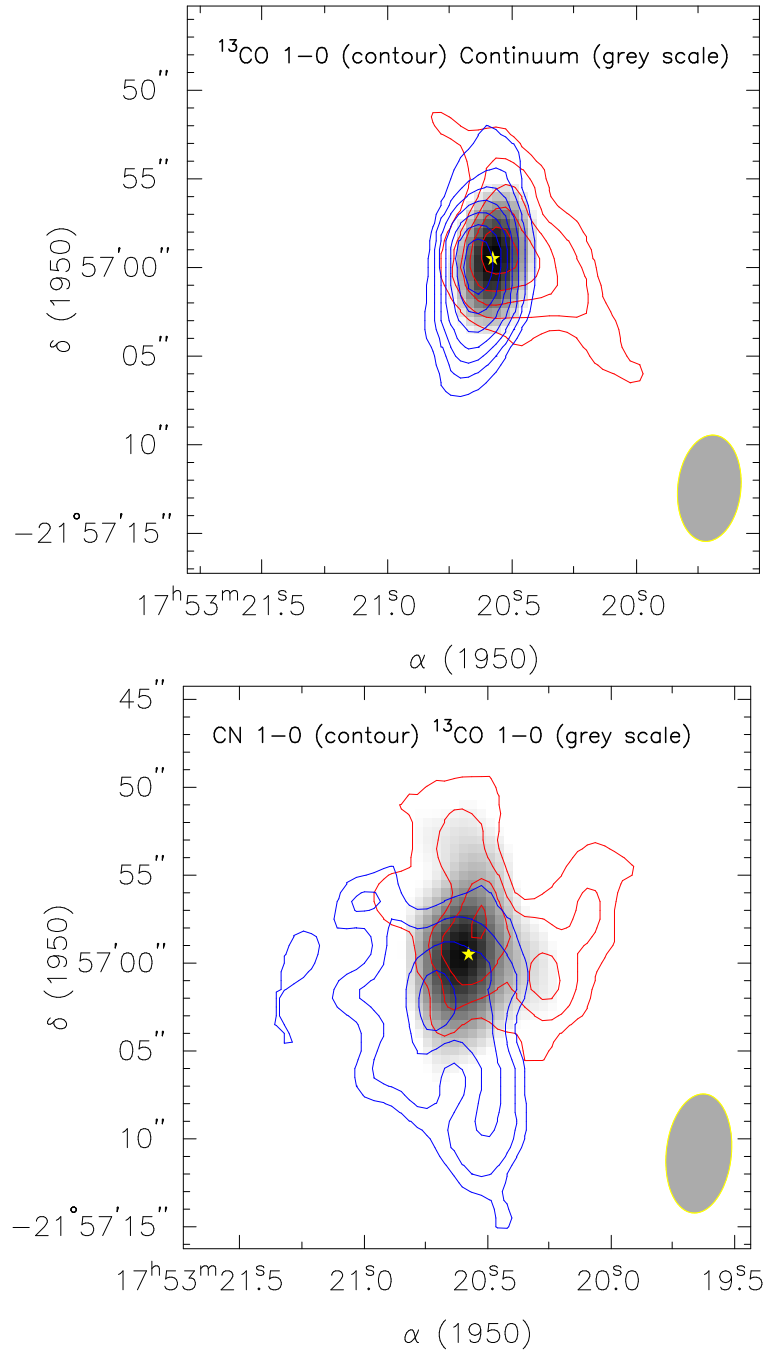 ¹³CO 1−0 (contour) Continuum (grey scale)
50″
55″
δ (1950)
57′00″
05″
10″
−21°57′15″
17ʰ53ᵐ21ˢ.5
21ˢ.0
20ˢ.5
20ˢ.0
α (1950)
45″
CN 1−0 (contour) ¹³CO 1−0 (grey scale)
50″
55″
δ (1950)
57′00″
05″
10″
−21°57′15″
17ʰ53ᵐ21ˢ.5
21ˢ.0
20ˢ.5
20ˢ.0
19ˢ.5
α (1950)